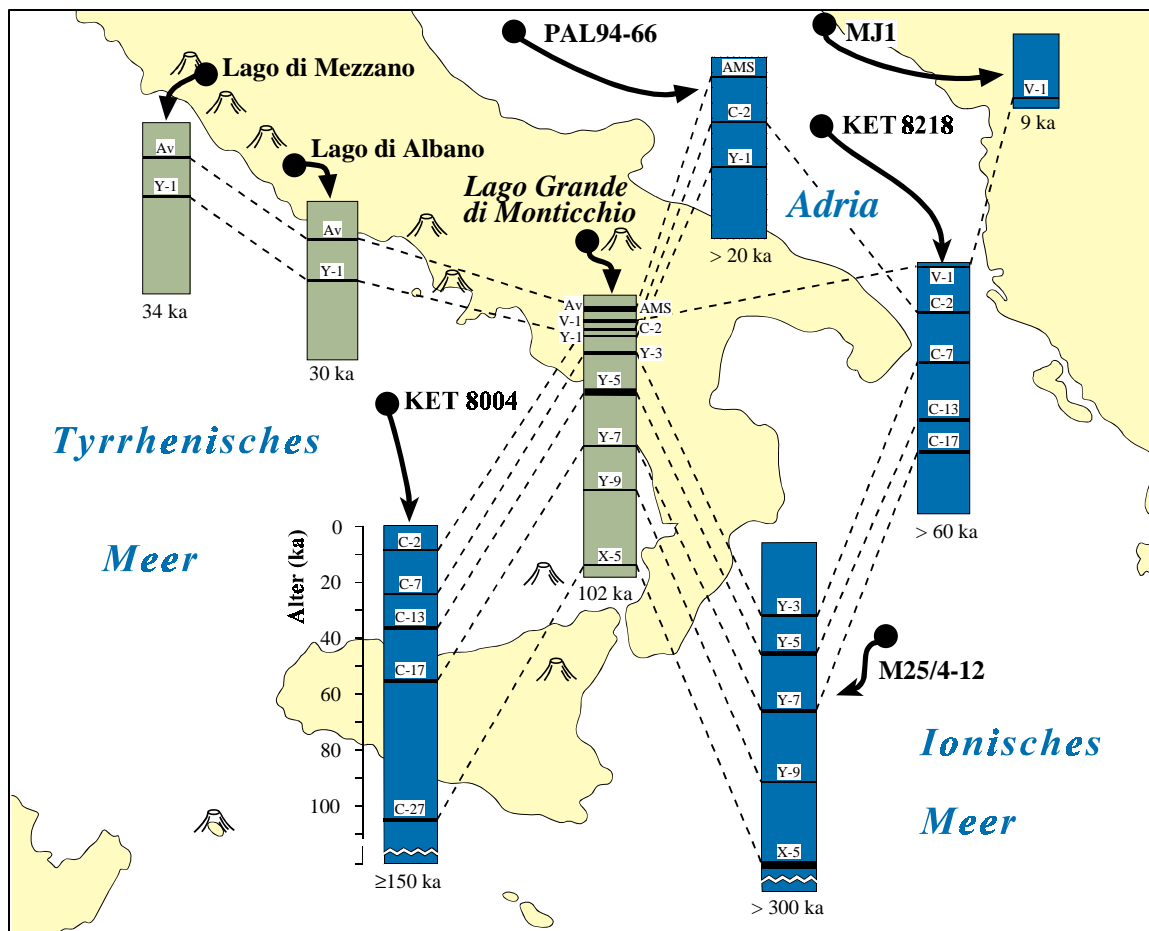 PAL94-66
MJ1
Lago di Mezzano
Lago di Albano
Lago Grande
di Monticchio
KET 8218
KET 8004
M25/4-12
Adria
Tyrrhenisches
Meer
Ionisches
Meer
Av
Y-1
34 ka
Av
Y-1
30 ka
AMS
C-2
Y-1
> 20 ka
V-1
9 ka
Av
AMS
V-1
C-2
Y-1
Y-3
Y-5
Y-7
Y-9
X-5
102 ka
V-1
C-2
C-7
C-13
C-17
> 60 ka
Alter (ka)
0
20
40
60
80
100
C-2
C-7
C-13
C-17
C-27
≥150 ka
Y-3
Y-5
Y-7
Y-9
X-5
> 300 ka